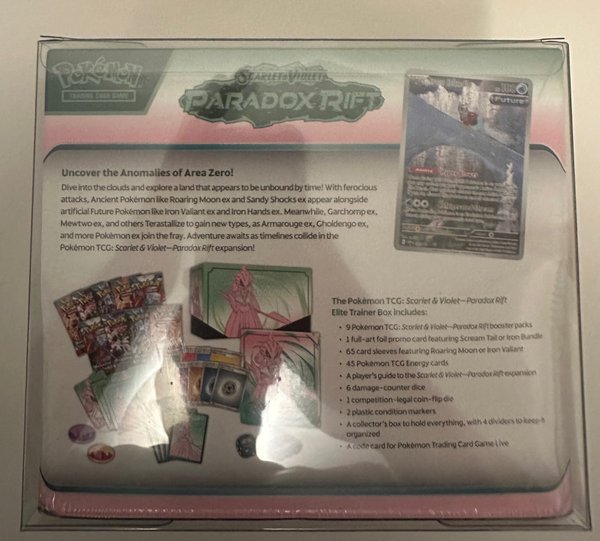 POKÉMON
TRADING CARD GAME
SCARLET & VIOLET
PARADOX RIFT
Future
Uncover the Anomalies of Area Zero!
Dive into the clouds and explore a land that appears to be unbound by time! With ferocious
attacks, Ancient Pokémon like Roaring Moon ex and Sandy Shocks ex appear alongside
artificial Future Pokémon like Iron Valiant ex and Iron Hands ex. Meanwhile, Garchomp ex,
Mewtwo ex, and others Terastallize to gain new types, as Armarouge ex, Gholdengo ex,
and more Pokémon ex join the fray. Adventure awaits as timelines collide in the
Pokémon TCG: Scarlet & Violet—Paradox Rift expansion!
The Pokémon TCG: Scarlet & Violet—Paradox Rift
Elite Trainer Box includes:
• 9 Pokémon TCG: Scarlet & Violet—Paradox Rift booster packs
• 1 full-art foil promo card featuring Scream Tail or Iron Bundle
• 65 card sleeves featuring Roaring Moon or Iron Valiant
• 45 Pokémon TCG Energy cards
• A player's guide to the Scarlet & Violet—Paradox Rift expansion
• 6 damage-counter dice
• 1 competition-legal coin-flip die
• 2 plastic condition markers
• A collector's box to hold everything, with 4 dividers to keep it
organized
• A code card for Pokémon Trading Card Game Live